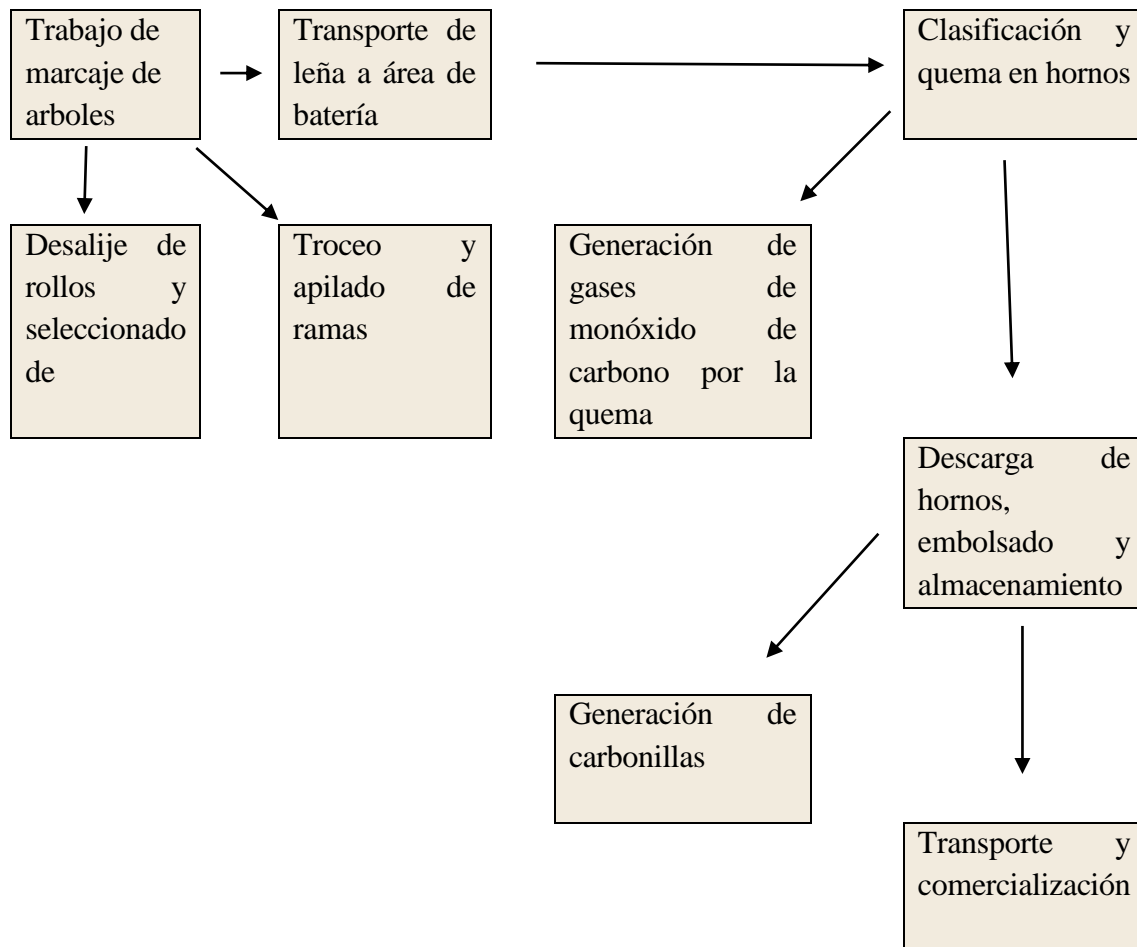 Trabajo de
marcaje de
arboles
Transporte de
leña a área de
batería
Clasificación y
quema en hornos
Desalije de
rollos y
seleccionado
de
Troceo y
apilado de
ramas
Generación de
gases de
monóxido de
carbono por la
quema
Descarga de
hornos,
embolsado y
almacenamiento
Generación de
carbonillas
Transporte y
comercialización